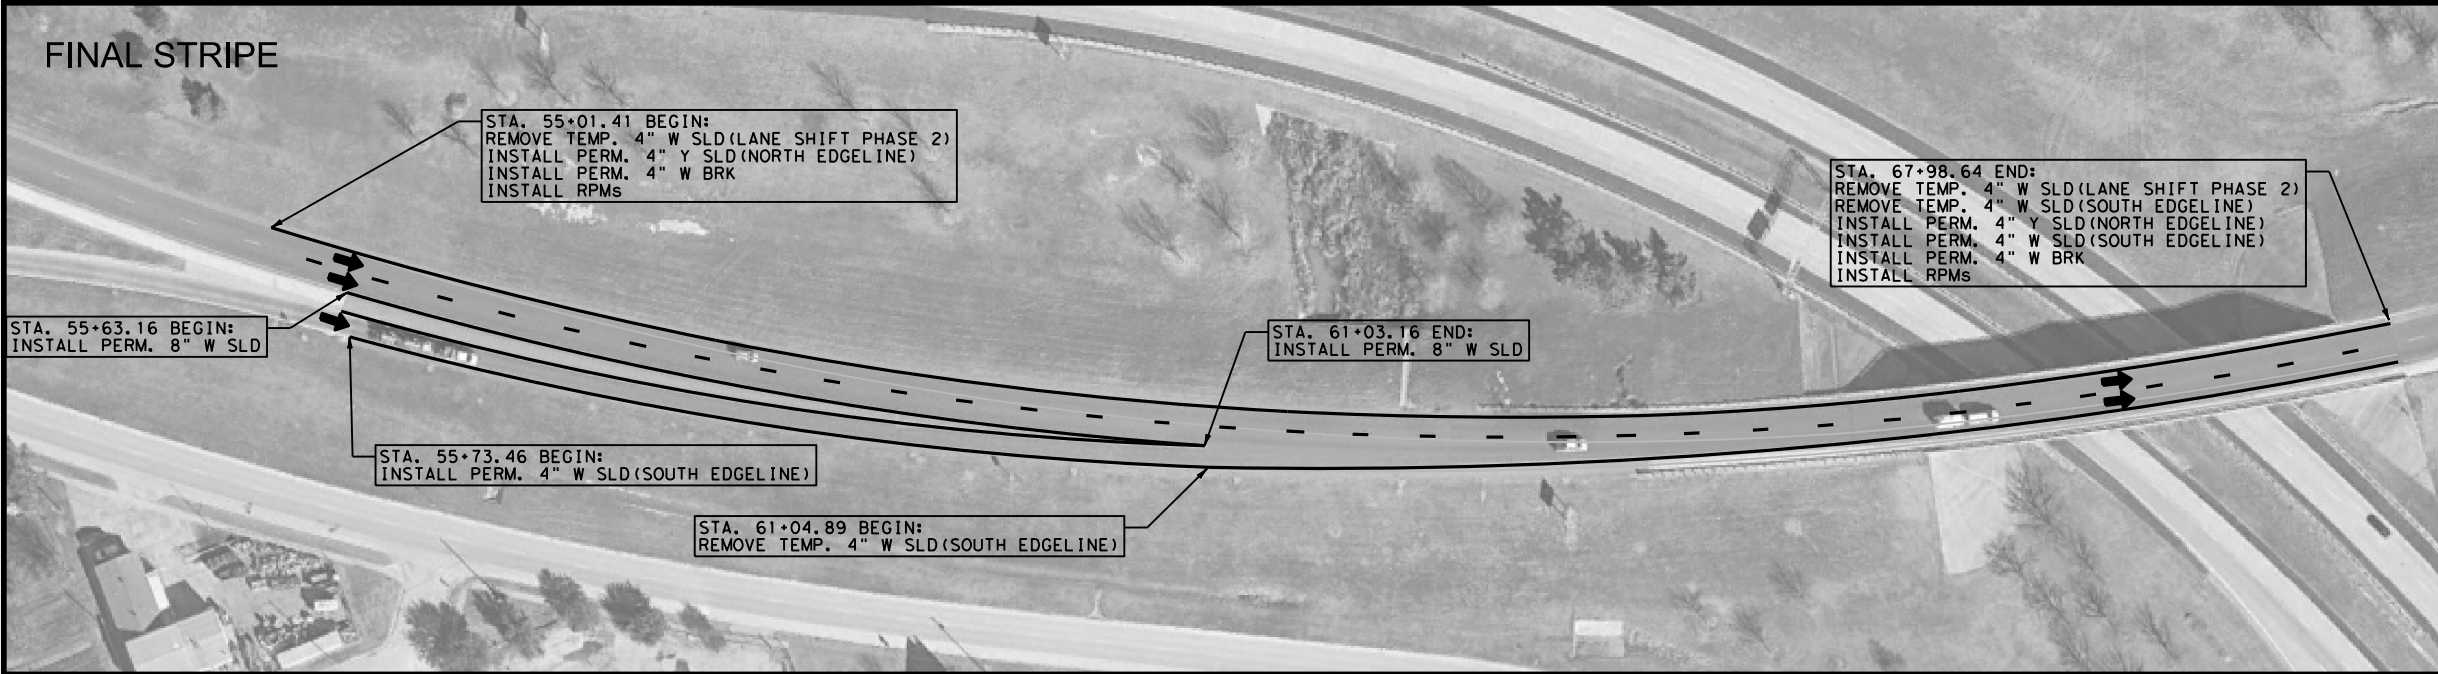 FINAL STRIPE
STA. 55+01.41 BEGIN:
REMOVE TEMP. 4" W SLD(LANE SHIFT PHASE 2)
INSTALL PERM. 4" Y SLD(NORTH EDGELINE)
INSTALL PERM. 4" W BRK
INSTALL RPMs
STA. 67+98.64 END:
REMOVE TEMP. 4" W SLD(LANE SHIFT PHASE 2)
REMOVE TEMP. 4" W SLD(SOUTH EDGELINE)
INSTALL PERM. 4" Y SLD(NORTH EDGELINE)
INSTALL PERM. 4" W SLD(SOUTH EDGELINE)
INSTALL PERM. 4" W BRK
INSTALL RPMs
STA. 55+63.16 BEGIN:
INSTALL PERM. 8" W SLD
STA. 61+03.16 END:
INSTALL PERM. 8" W SLD
STA. 55+73.46 BEGIN:
INSTALL PERM. 4" W SLD(SOUTH EDGELINE)
STA. 61+04.89 BEGIN:
REMOVE TEMP. 4" W SLD(SOUTH EDGELINE)